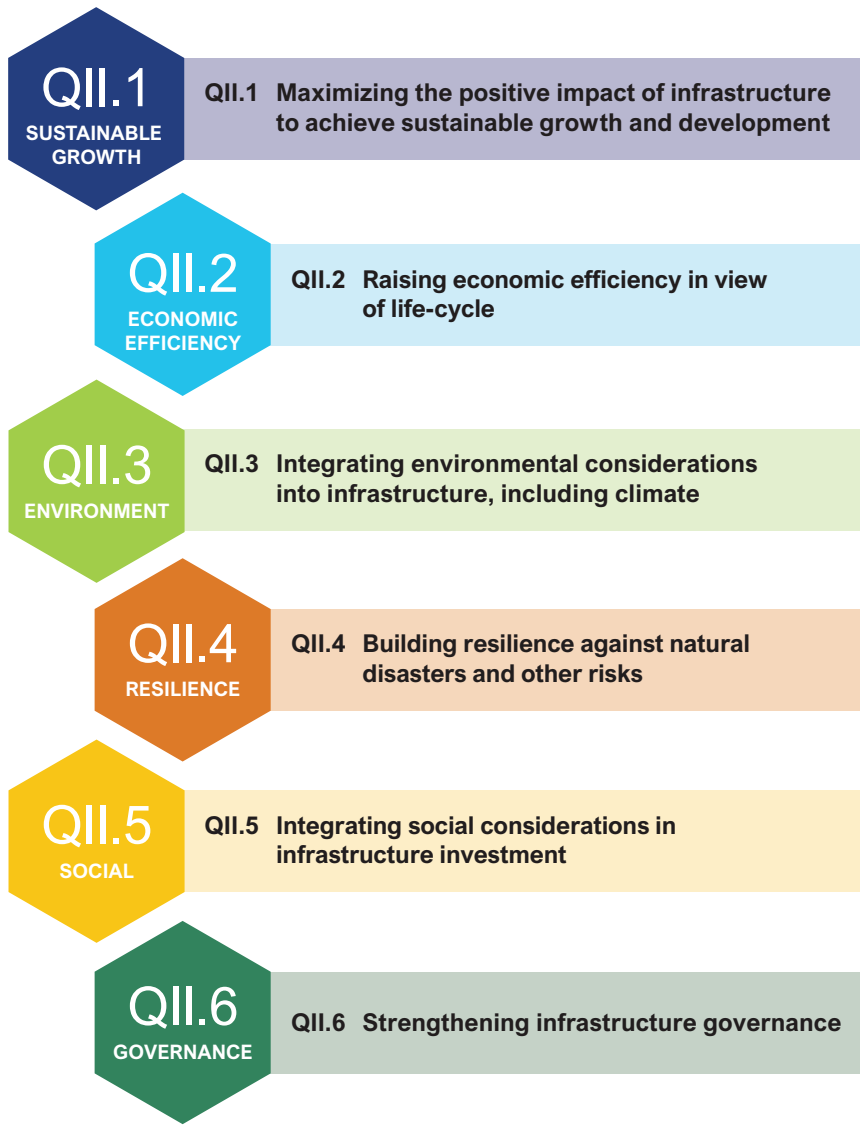 QII.1
SUSTAINABLE
GROWTH
QII.1 Maximizing the positive impact of infrastructure
to achieve sustainable growth and development
QII.2
ECONOMIC
EFFICIENCY
QII.2 Raising economic efficiency in view
of life-cycle
QII.3
ENVIRONMENT
QII.3 Integrating environmental considerations
into infrastructure, including climate
QII.4
RESILIENCE
QII.4 Building resilience against natural
disasters and other risks
QII.5
SOCIAL
QII.5 Integrating social considerations in
infrastructure investment
QII.6
GOVERNANCE
QII.6 Strengthening infrastructure governance